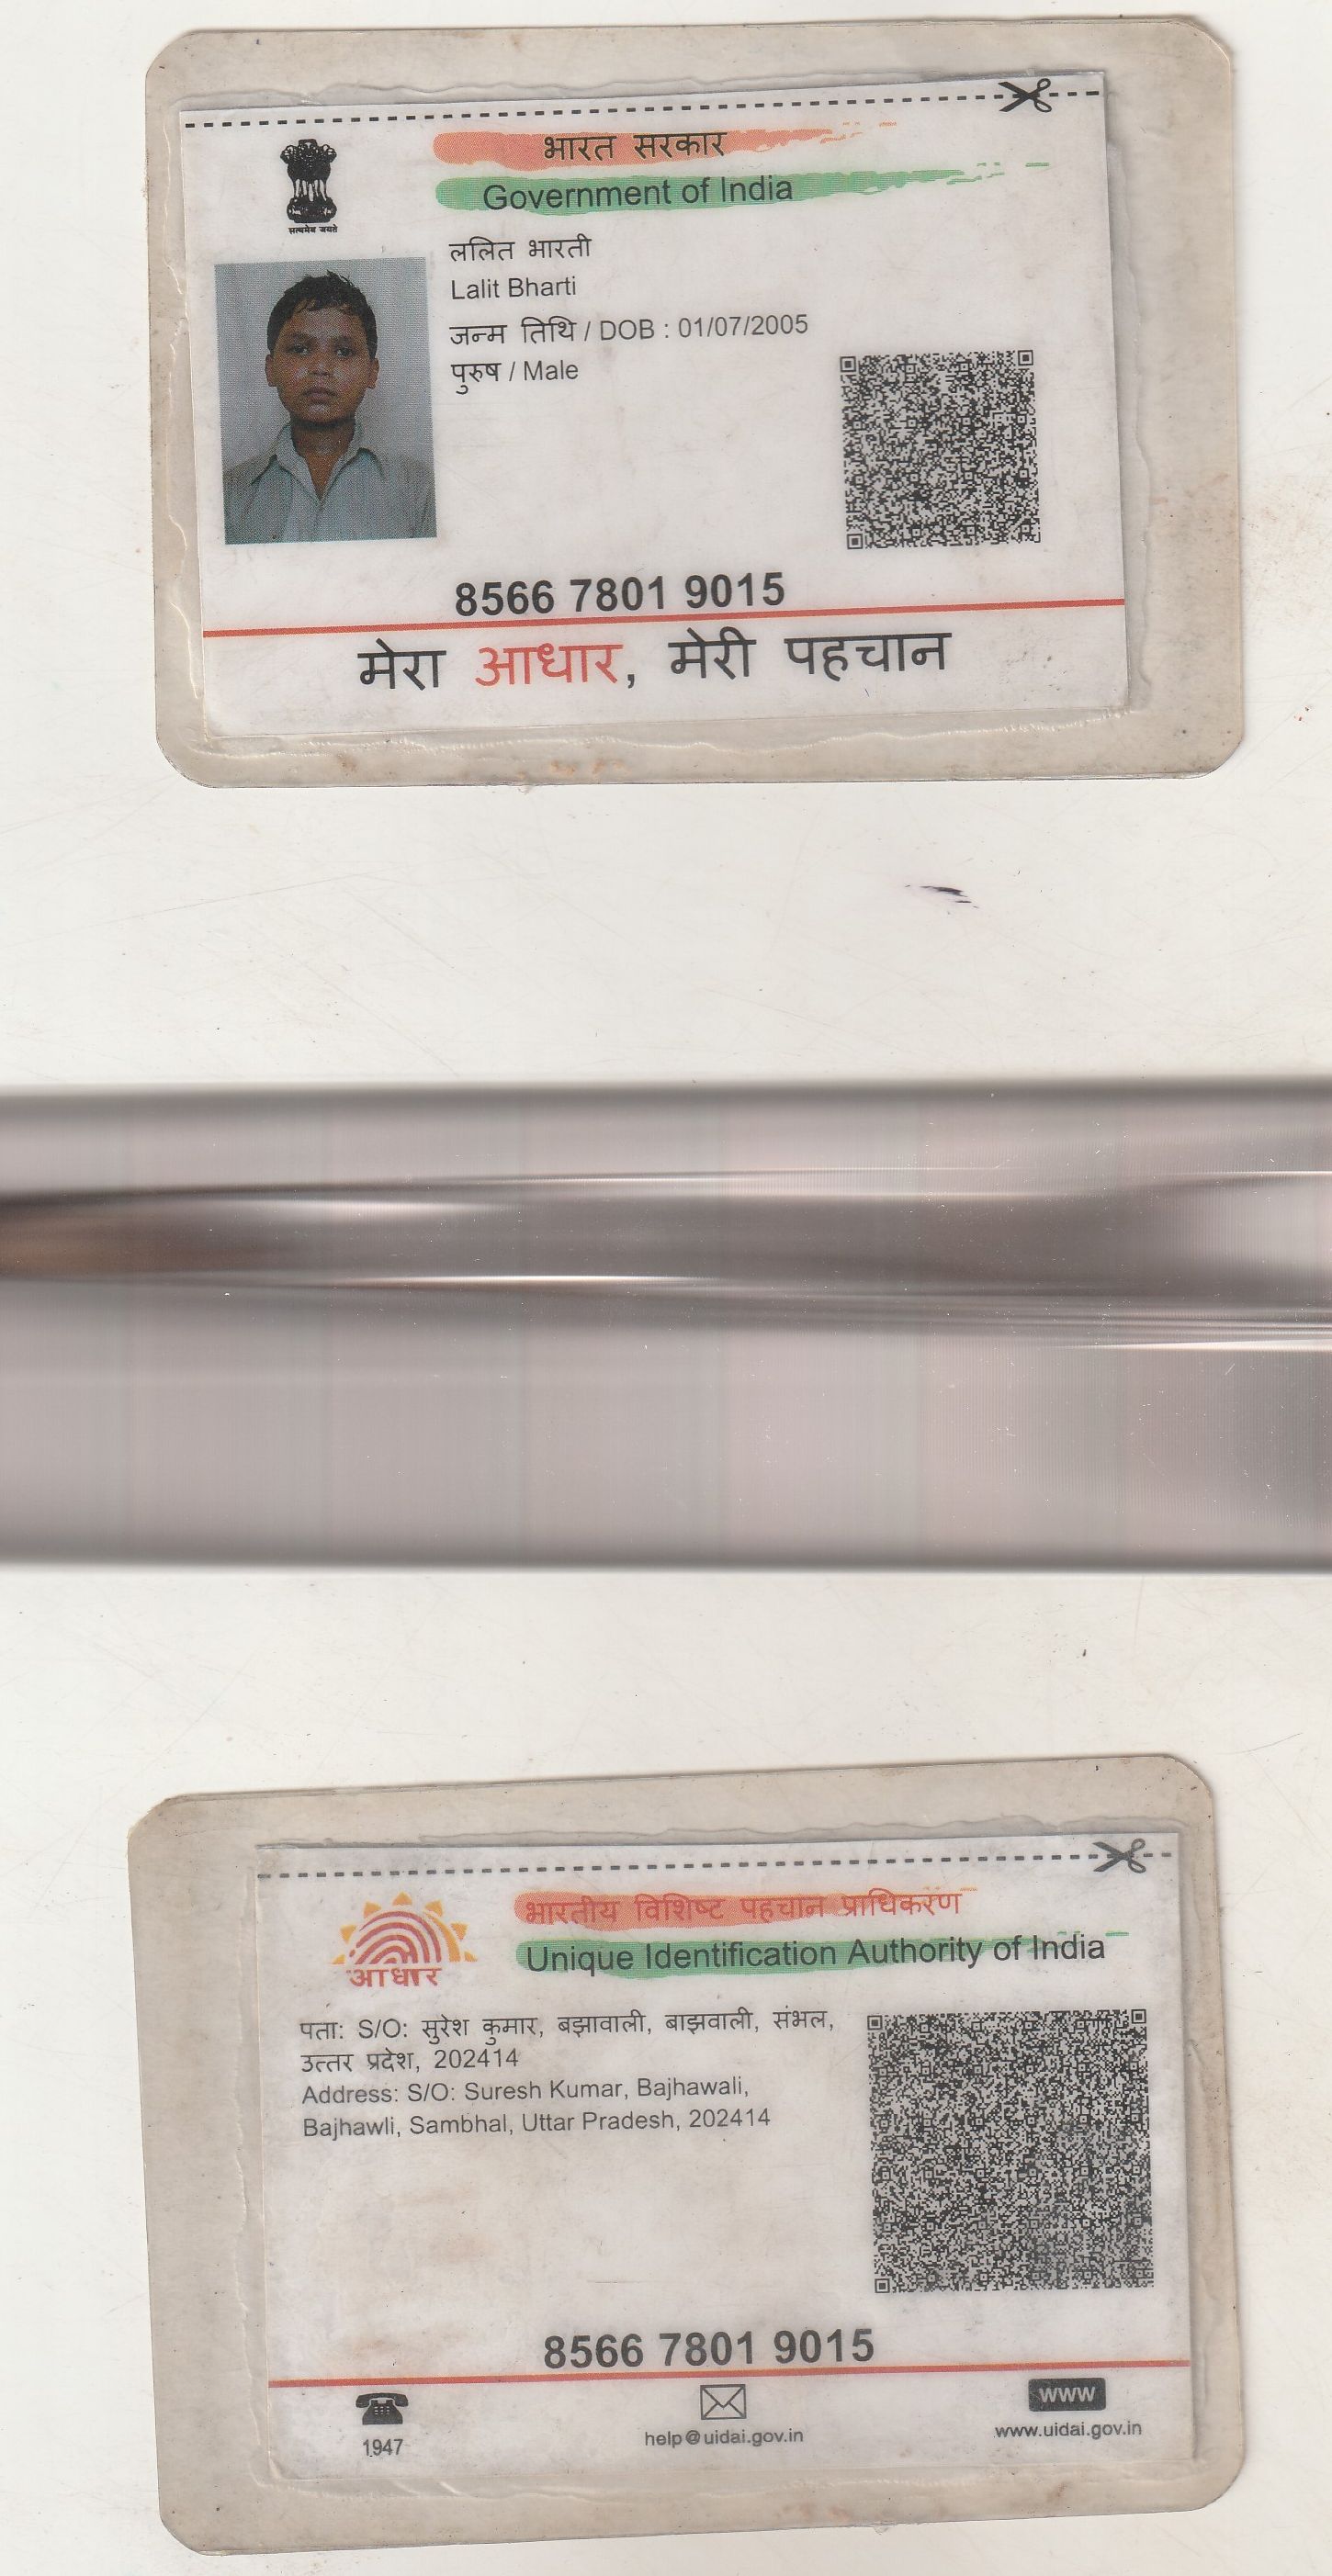 भारत सरकार
Government of India
सत्यमेव जयते
ललित भारती
Lalit Bharti
जन्म तिथि / DOB : 01/07/2005
पुरुष / Male
8566 7801 9015
मेरा आधार, मेरी पहचान
भारतीय विशिष्ट पहचान प्राधिकरण
Unique Identification Authority of India
आधार
पता: S/O: सुरेश कुमार, बझावाली, बाझवाली, संभल,
उत्तर प्रदेश, 202414
Address: S/O: Suresh Kumar, Bajhawali,
Bajhawli, Sambhal, Uttar Pradesh, 202414
8566 7801 9015
1947
help@uidai.gov.in
www
www.uidai.gov.in